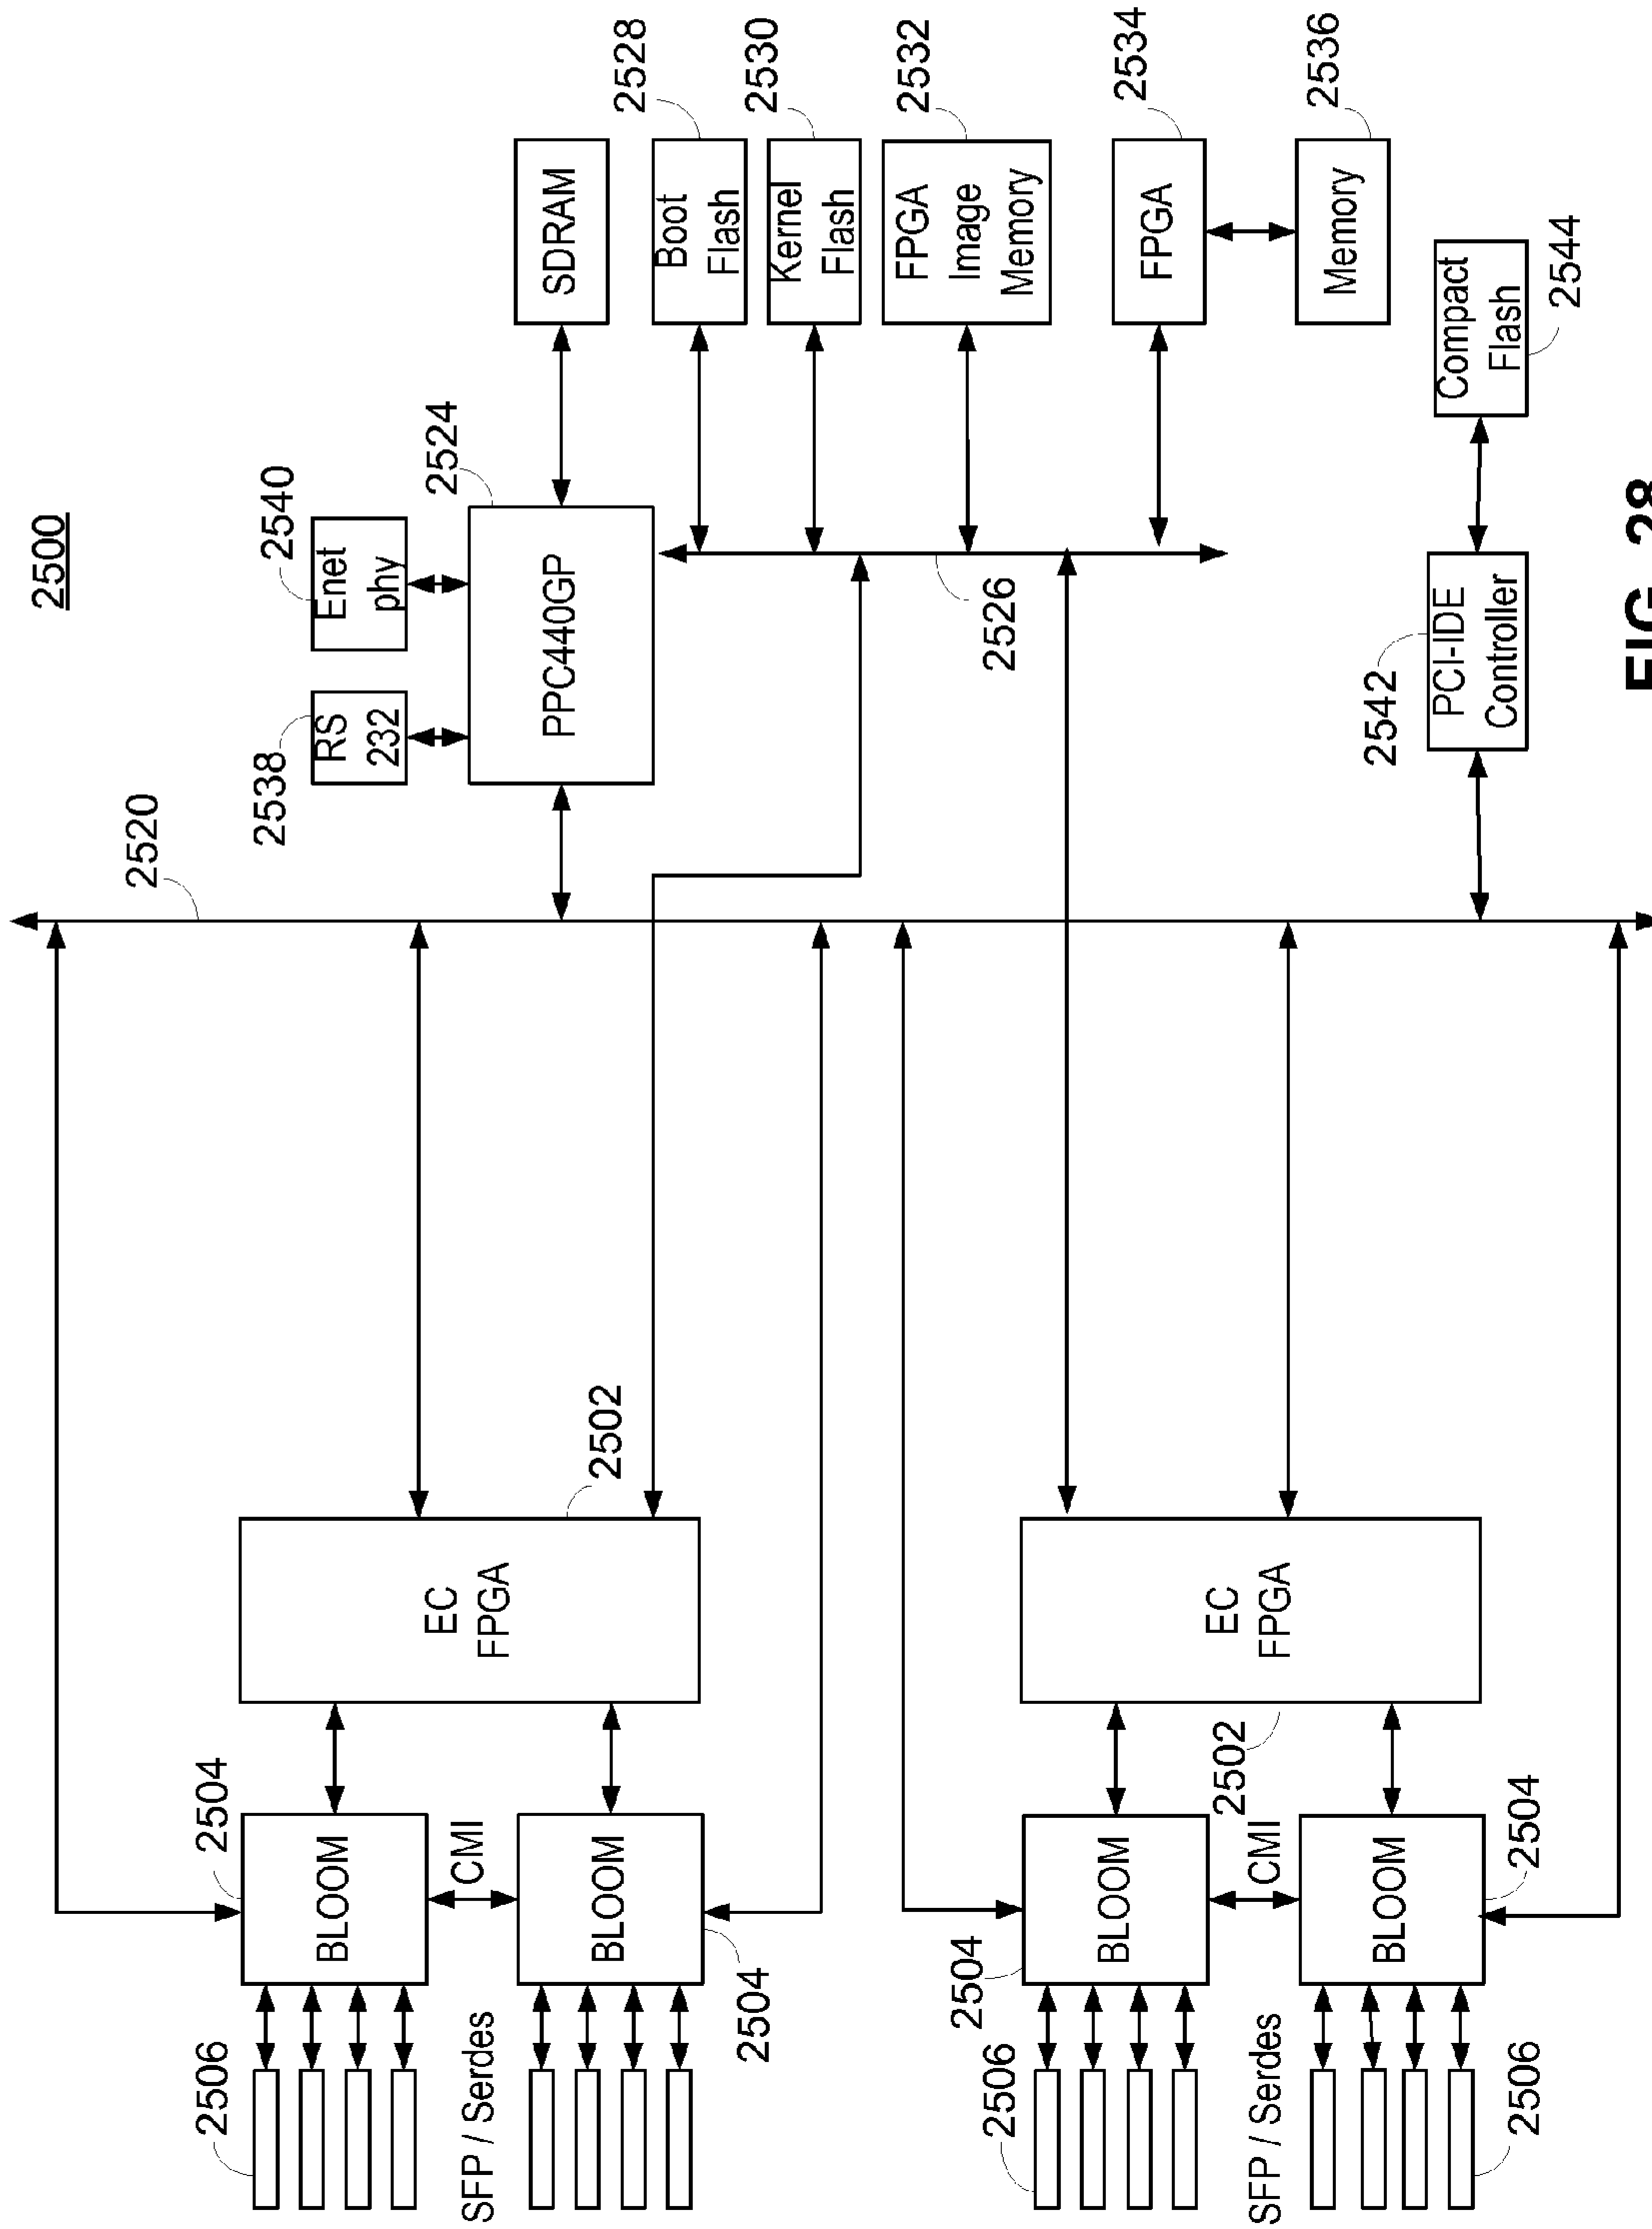 2500
2520
2538
RS
232
2540
Enet
phy
2524
PPC440GP
SDRAM
2528
Boot
Flash
2530
Kernel
Flash
2532
FPGA
Image
Memory
2534
FPGA
2536
Memory
2526
2542
PCI-IDE
Controller
Compact
Flash
2544
2502
EC
FPGA
2504
BLOOM
CMI
BLOOM
2504
2506
SFP / Serdes
EC
FPGA
2502
2504
BLOOM
CMI
BLOOM
2504
2506
SFP / Serdes
2506
FIG. 28